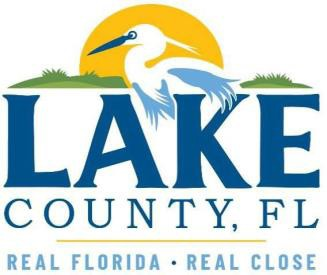 LAKE
COUNTY, FL
REAL FLORIDA · REAL CLOSE